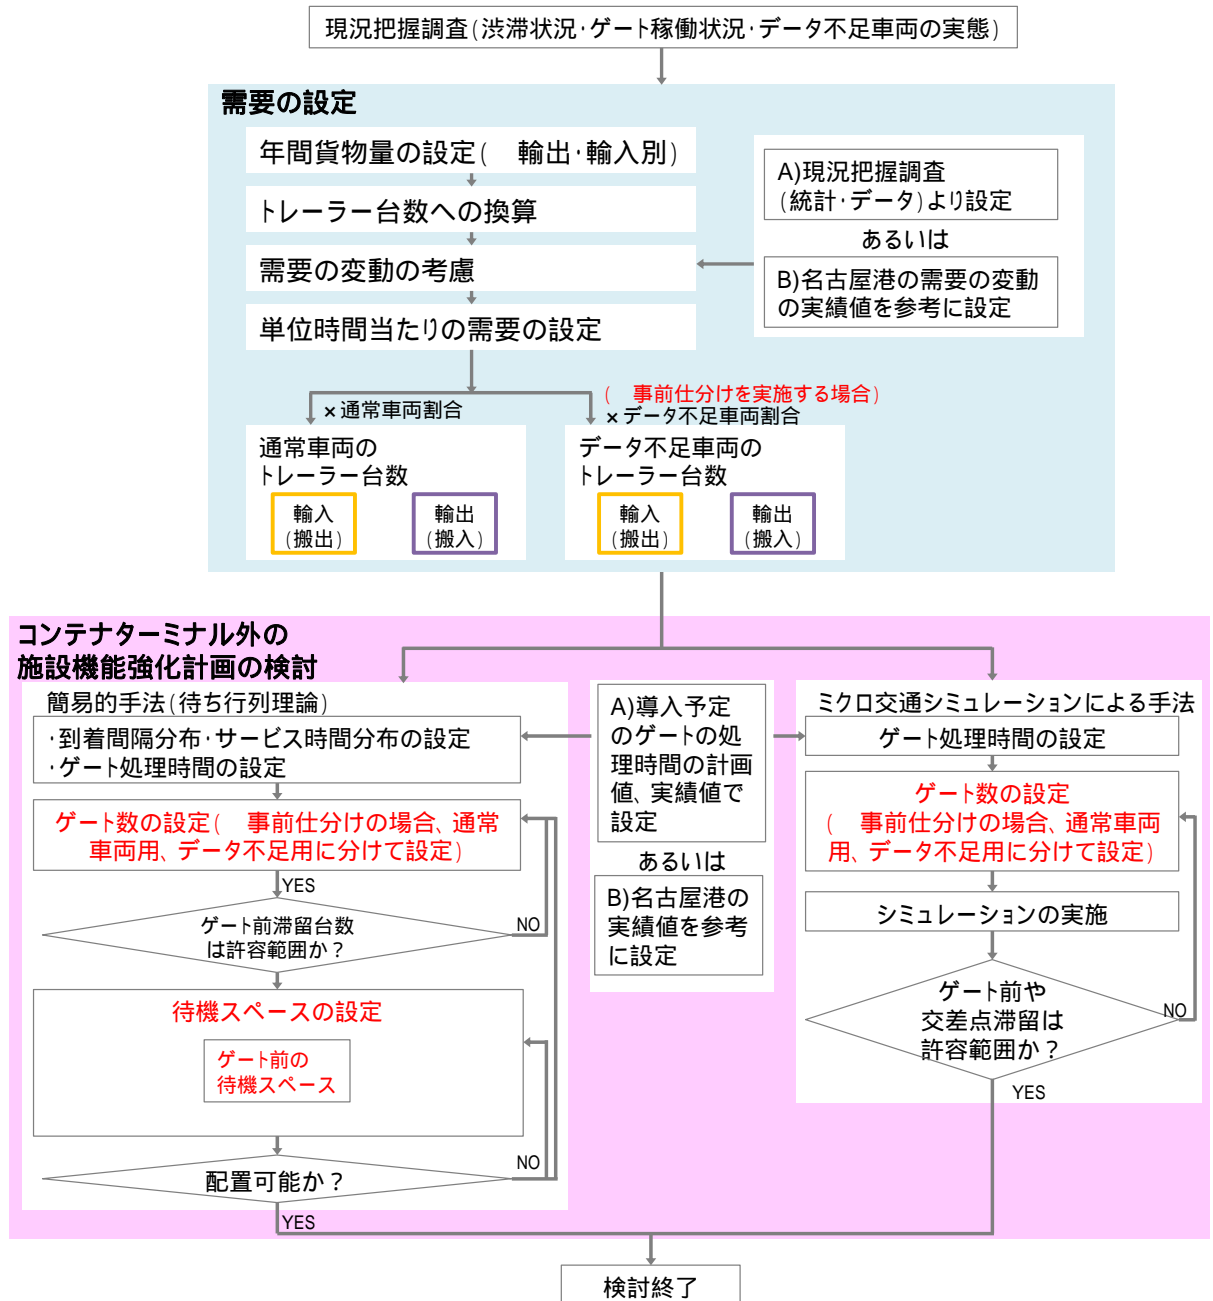 現況把握調査(渋滞状況･ゲート稼働状況･データ不足車両の実態)
需要の設定
年間貨物量の設定(　輸出･輸入別)
トレーラー台数への換算
需要の変動の考慮
単位時間当たりの需要の設定
A)現況把握調査
(統計･データ)より設定
あるいは
B)名古屋港の需要の変動
の実績値を参考に設定
×通常車両割合
(　事前仕分けを実施する場合)
×データ不足車両割合
通常車両の
トレーラー台数
輸入
(搬出)
輸出
(搬入)
データ不足車両の
トレーラー台数
輸入
(搬出)
輸出
(搬入)
コンテナターミナル外の
施設機能強化計画の検討
簡易的手法(待ち行列理論)
･到着間隔分布･サービス時間分布の設定
･ゲート処理時間の設定
ゲート数の設定(　事前仕分けの場合、通常
車両用、データ不足用に分けて設定)
YES
ゲート前滞留台数
は許容範囲か？
NO
待機スペースの設定
ゲート前の
待機スペース
配置可能か？
NO
YES
A)導入予定
のゲートの処
理時間の計画
値、実績値で
設定
あるいは
B)名古屋港の
実績値を参考
に設定
ミクロ交通シミュレーションによる手法
ゲート処理時間の設定
ゲート数の設定
(　事前仕分けの場合、通常車両
用、データ不足用に分けて設定)
シミュレーションの実施
ゲート前や
交差点滞留は
許容範囲か？
NO
YES
検討終了